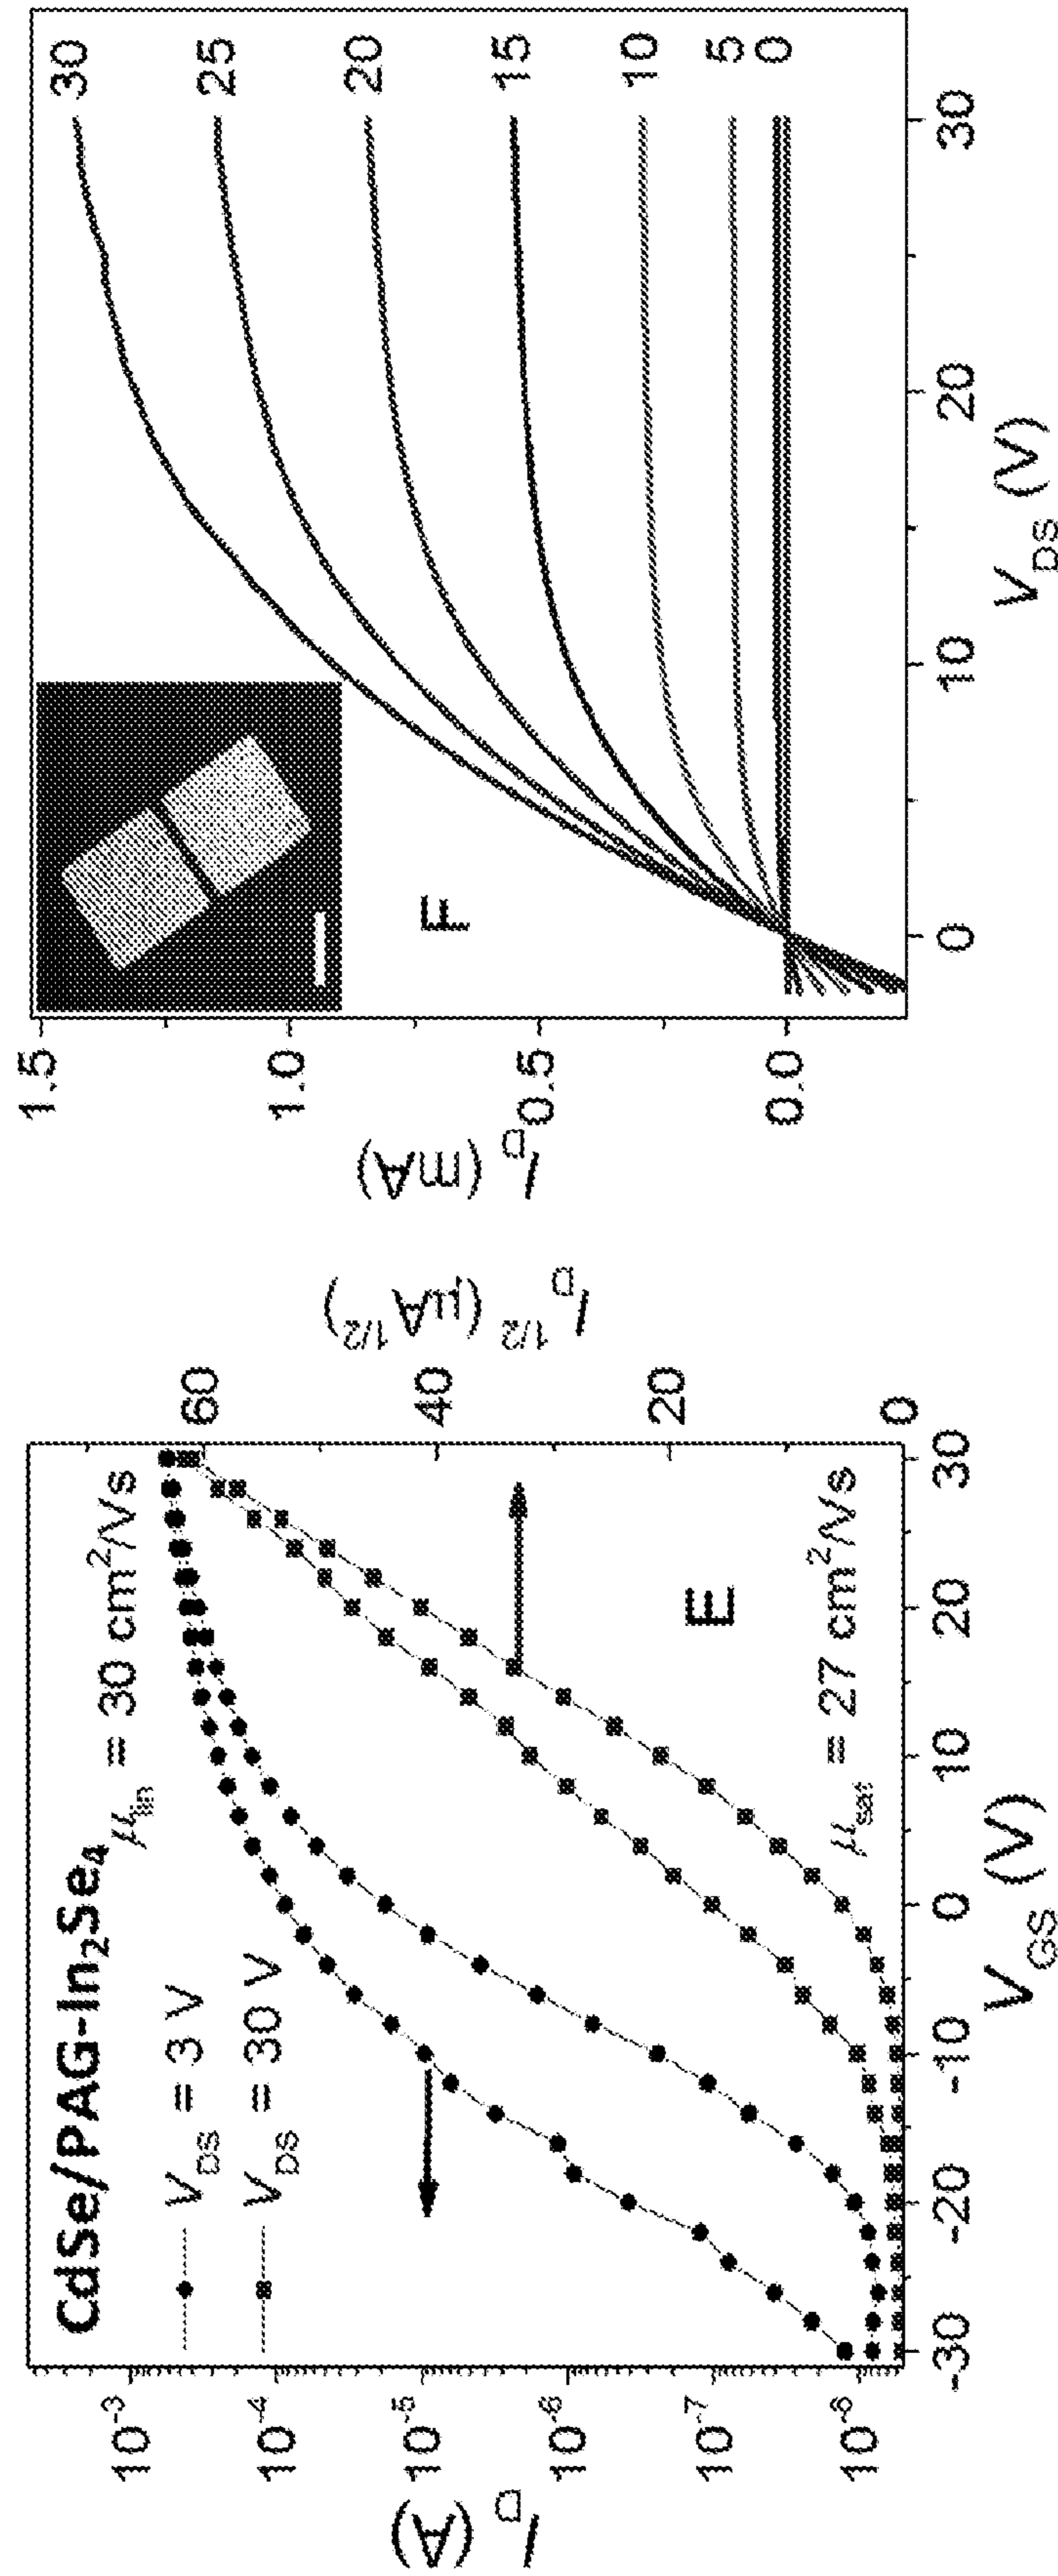 CdSe/PAG-In₂Se₄
V_DS = 3 V
V_DS = 30 V
μ_lin = 30 cm²/Vs
μ_sat = 27 cm²/Vs
E
I_D (A)
10⁻³
10⁻⁴
10⁻⁵
10⁻⁶
10⁻⁷
10⁻⁸
-30
-20
-10
0
10
20
30
V_GS (V)
60
40
20
0
I_D^1/2 (μA^1/2)
I_D (mA)
1.5
1.0
0.5
0.0
F
30
25
20
15
10
5
0
0
10
20
30
V_DS (V)